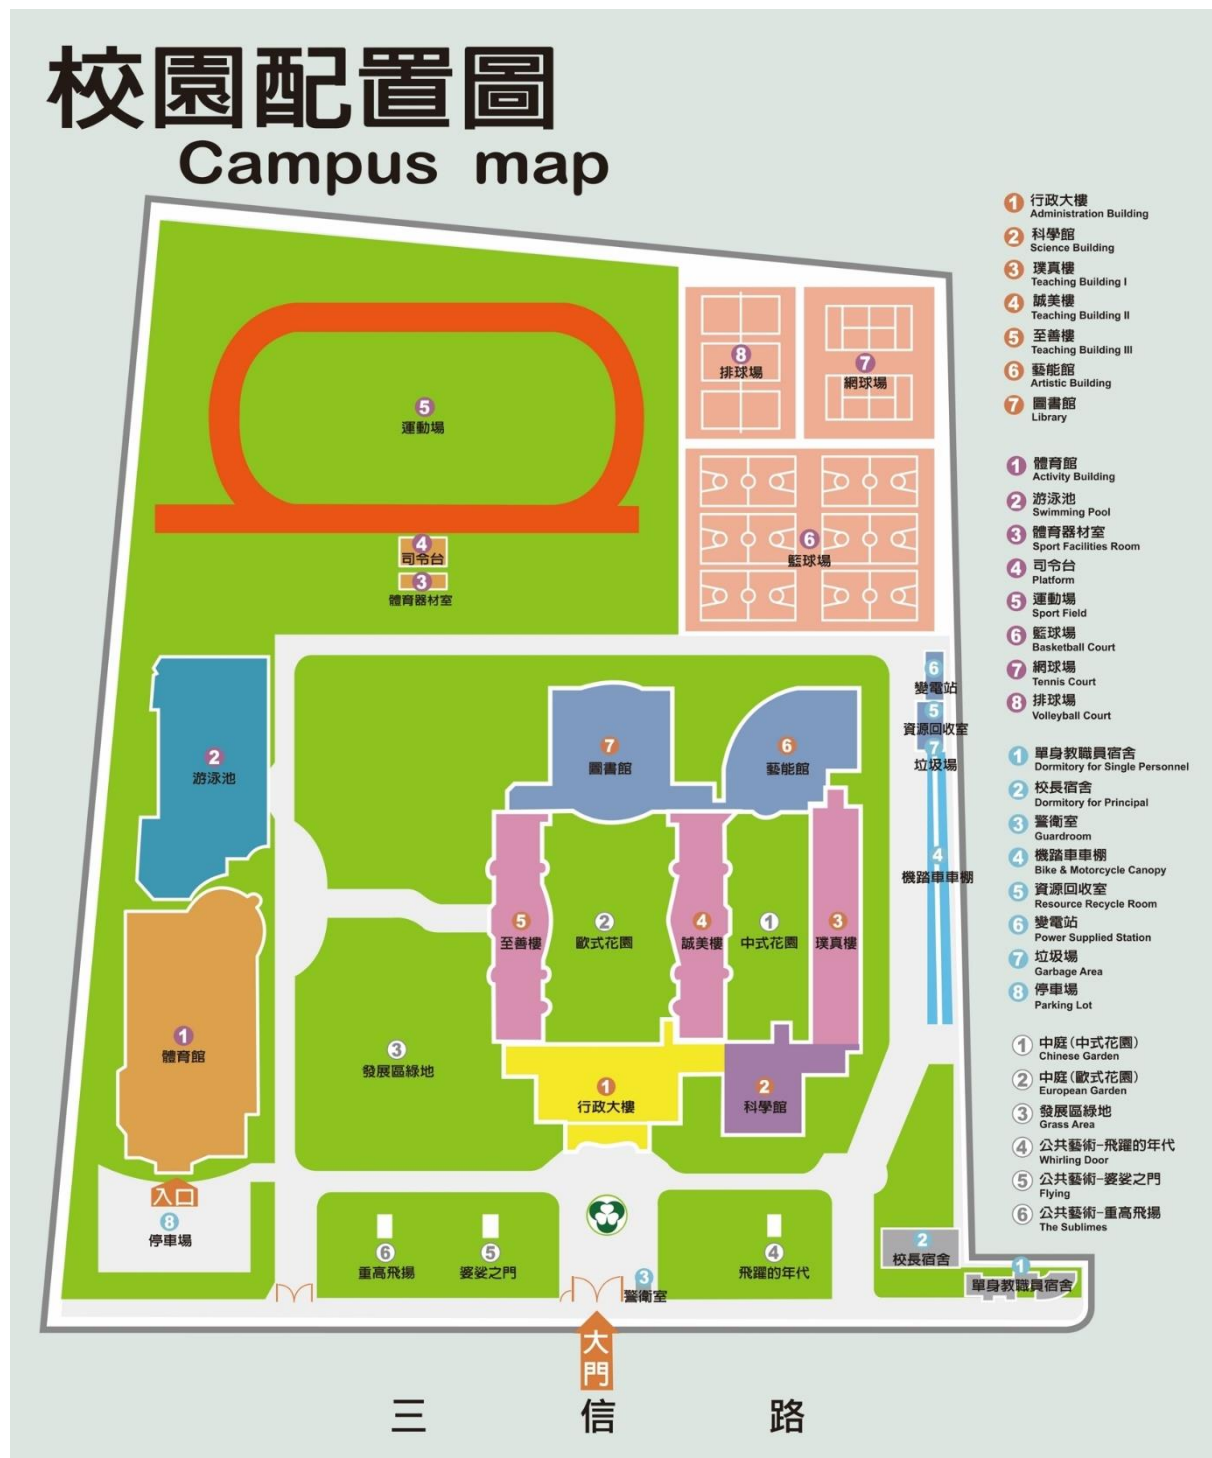 校園配置圖
Campus map
8
排球場
7
網球場
5
運動場
6
籃球場
4
司令台
3
體育器材室
6
變電站
5
資源回收室
7
垃圾場
4
機踏車車棚
2
游泳池
7
圖書館
6
藝能館
5
至善樓
2
歐式花園
4
誠美樓
1
中式花園
3
璞真樓
1
體育館
3
發展區綠地
1
行政大樓
2
科學館
入口
8
停車場
6
重高飛揚
5
婆娑之門
4
飛躍的年代
3
警衛室
2
校長宿舍
1
單身教職員宿舍
大門
三信路
1 行政大樓
Administration Building
2 科學館
Science Building
3 璞真樓
Teaching Building I
4 誠美樓
Teaching Building II
5 至善樓
Teaching Building III
6 藝能館
Artistic Building
7 圖書館
Library
1 體育館
Activity Building
2 游泳池
Swimming Pool
3 體育器材室
Sport Facilities Room
4 司令台
Platform
5 運動場
Sport Field
6 籃球場
Basketball Court
7 網球場
Tennis Court
8 排球場
Volleyball Court
1 單身教職員宿舍
Dormitory for Single Personnel
2 校長宿舍
Dormitory for Principal
3 警衛室
Guardroom
4 機踏車車棚
Bike & Motorcycle Canopy
5 資源回收室
Resource Recycle Room
6 變電站
Power Supplied Station
7 垃圾場
Garbage Area
8 停車場
Parking Lot
1 中庭(中式花園)
Chinese Garden
2 中庭(歐式花園)
European Garden
3 發展區綠地
Grass Area
4 公共藝術-飛躍的年代
Whirling Door
5 公共藝術-婆娑之門
Flying
6 公共藝術-重高飛揚
The Sublimes